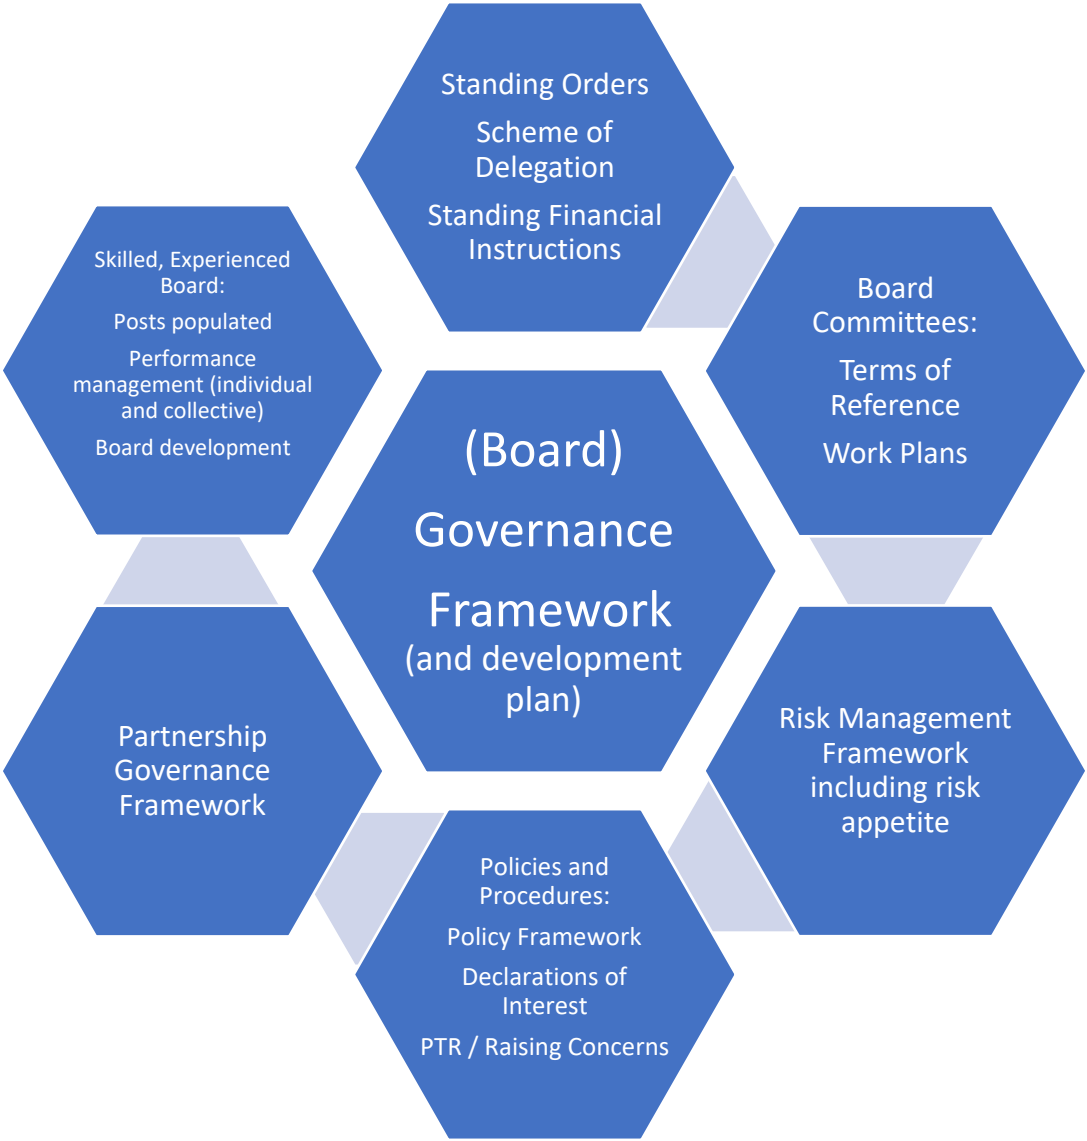 Standing Orders
Scheme of
Delegation
Standing Financial
Instructions
Board
Committees:
Terms of
Reference
Work Plans
Risk Management
Framework
including risk
appetite
Policies and
Procedures:
Policy Framework
Declarations of
Interest
PTR / Raising Concerns
Partnership
Governance
Framework
Skilled, Experienced
Board:
Posts populated
Performance
management (individual
and collective)
Board development
(Board)
Governance
Framework
(and development
plan)